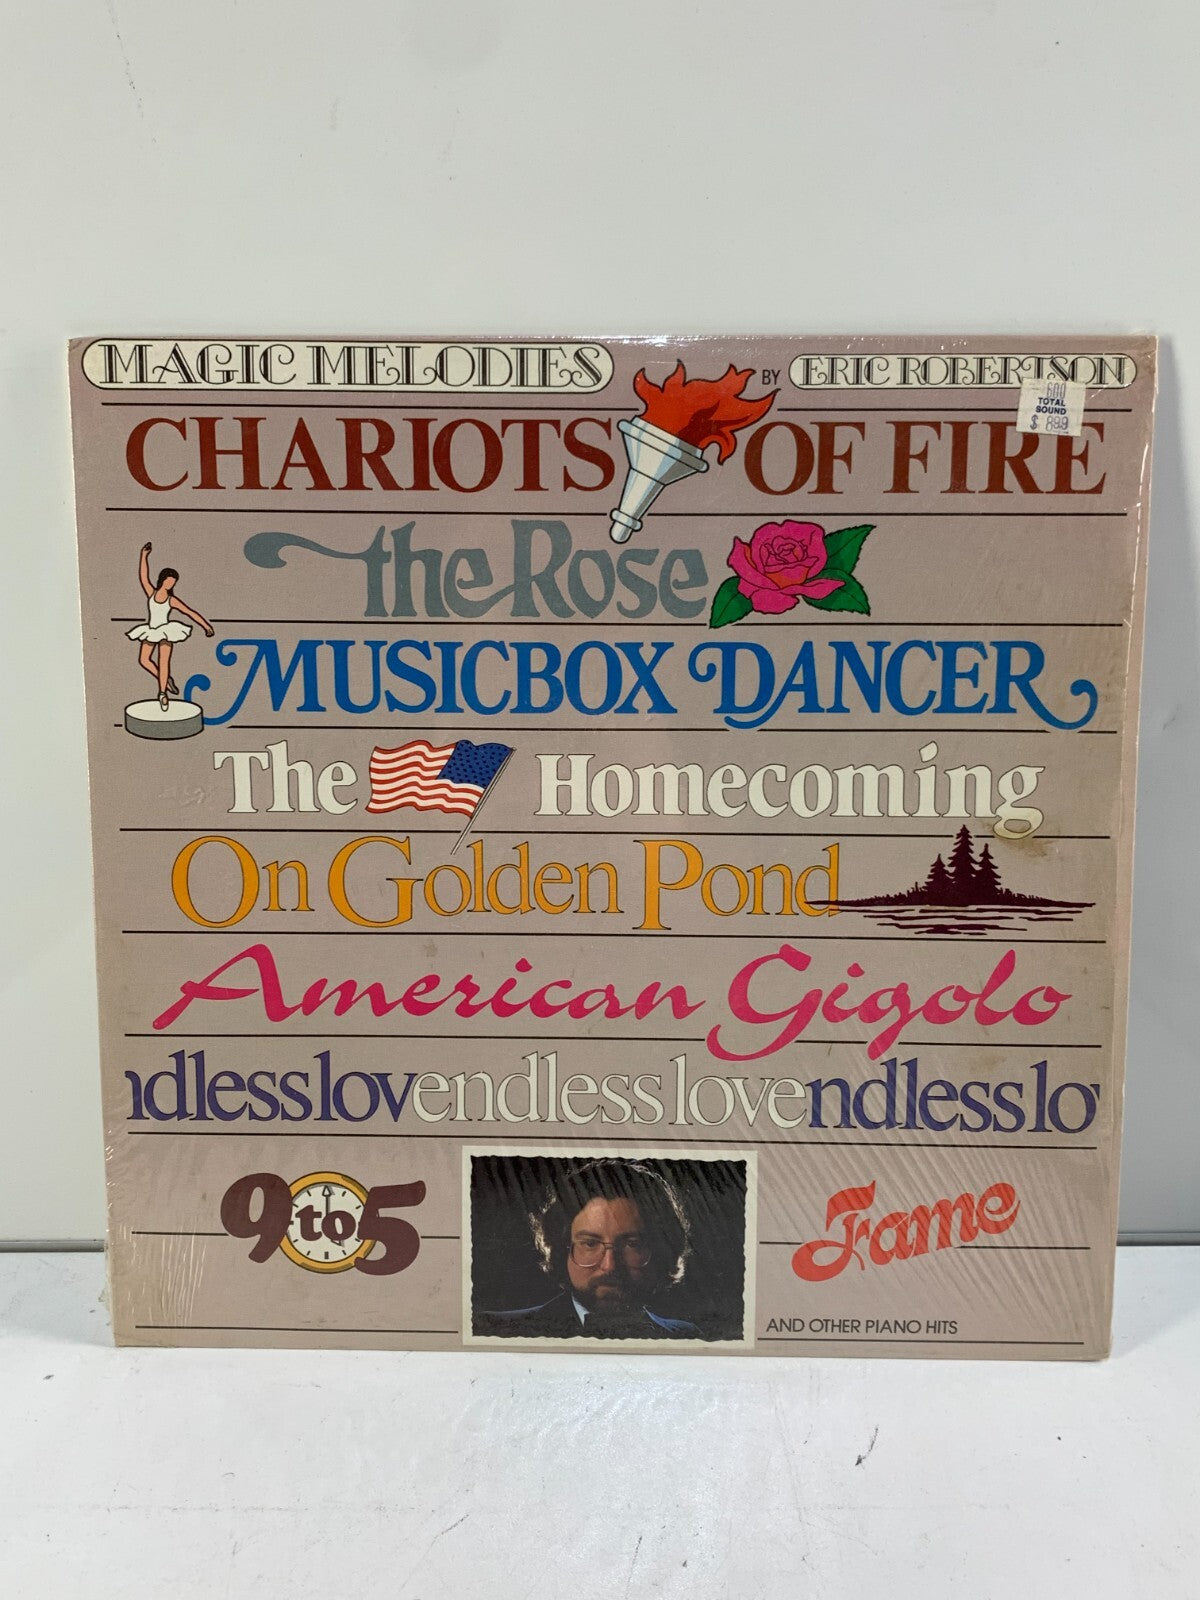 MAGIC MELODIES BY ERIC ROBERTSON
600
TOTAL
SOUND
$ 8.99
CHARIOTS OF FIRE
the Rose
MUSICBOX DANCER
The Homecoming
On Golden Pond
American Gigolo
ndlesslovendlesslovendlesslo
9 to 5
Fame
AND OTHER PIANO HITS